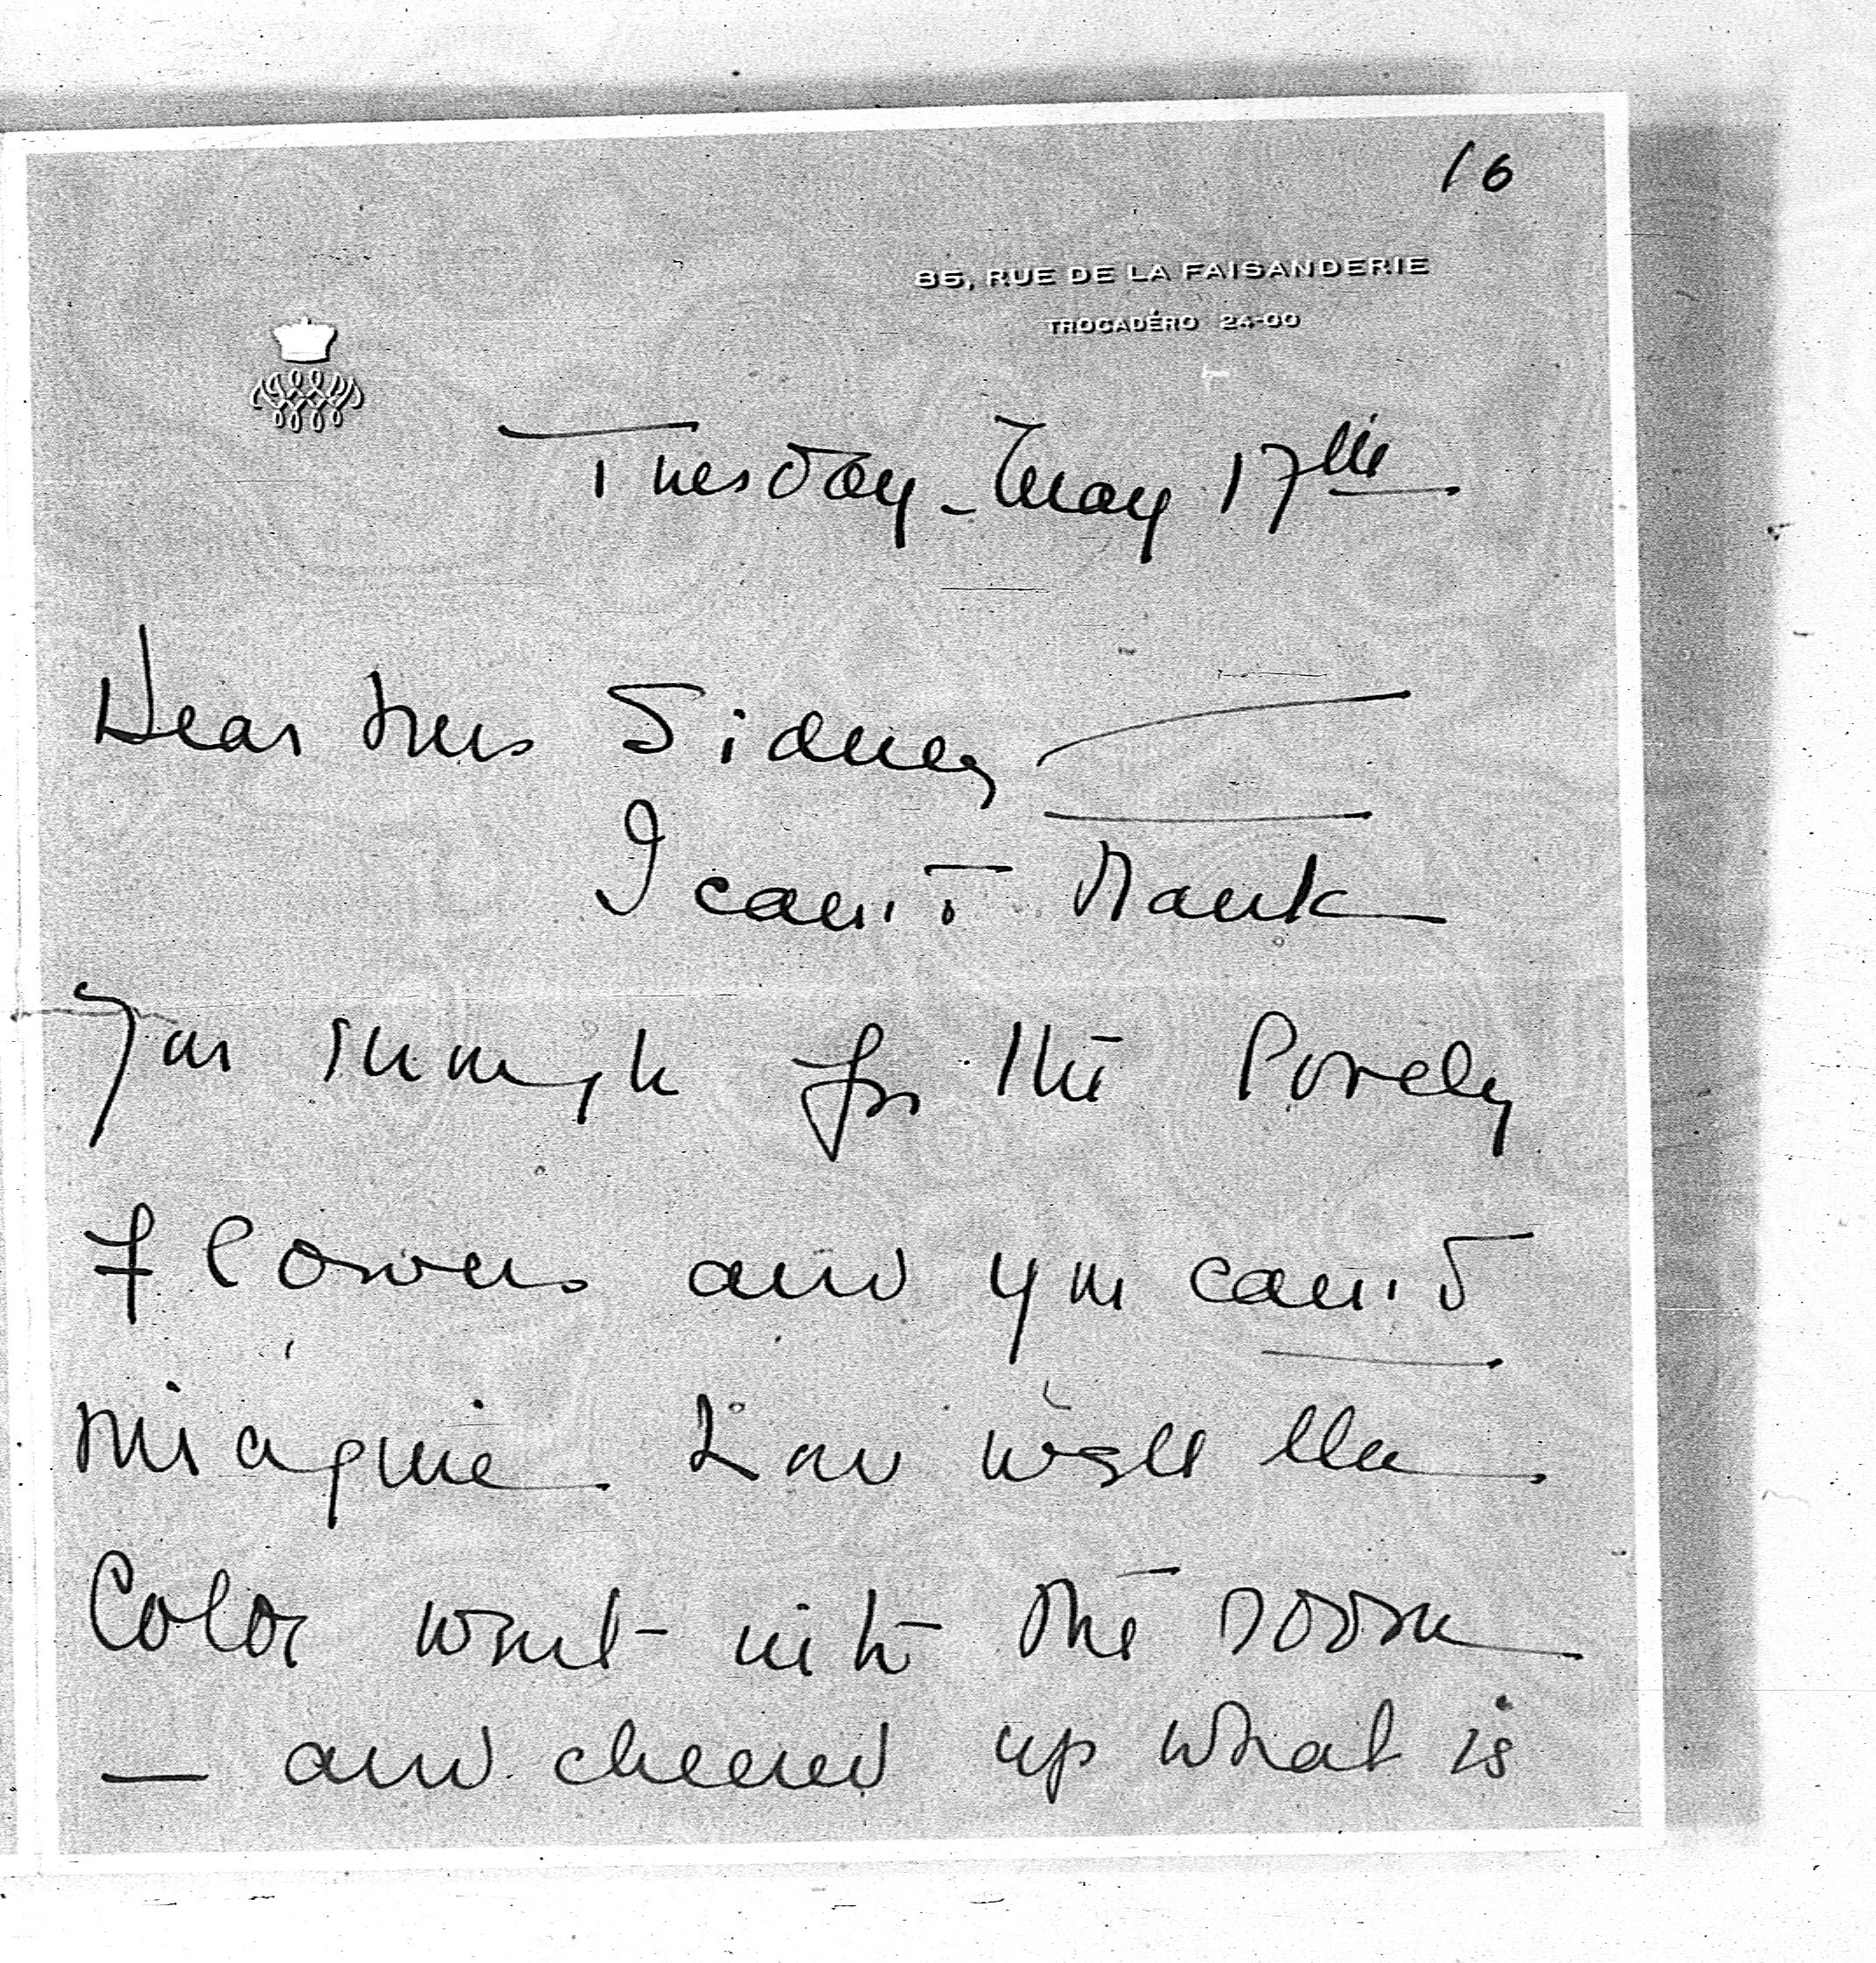 16
85, RUE DE LA FAISANDERIE
TROCADÉRO 24-00
Tuesday - May 17th
Dear Mrs Sidney
I can't thank
you enough for the lovely
flowers and you can't
imagine how well the
color went with the room
— and cheered up what is